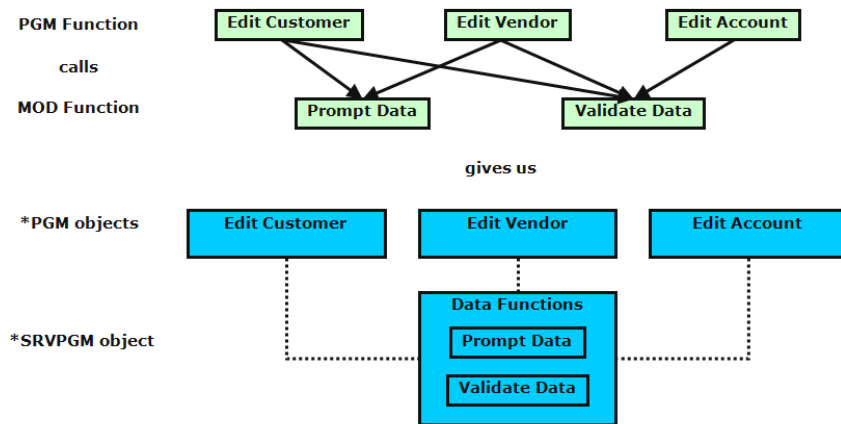 PGM Function
Edit Customer
Edit Vendor
Edit Account
calls
MOD Function
Prompt Data
Validate Data
gives us
*PGM objects
Edit Customer
Edit Vendor
Edit Account
Data Functions
*SRVPGM object
Prompt Data
Validate Data